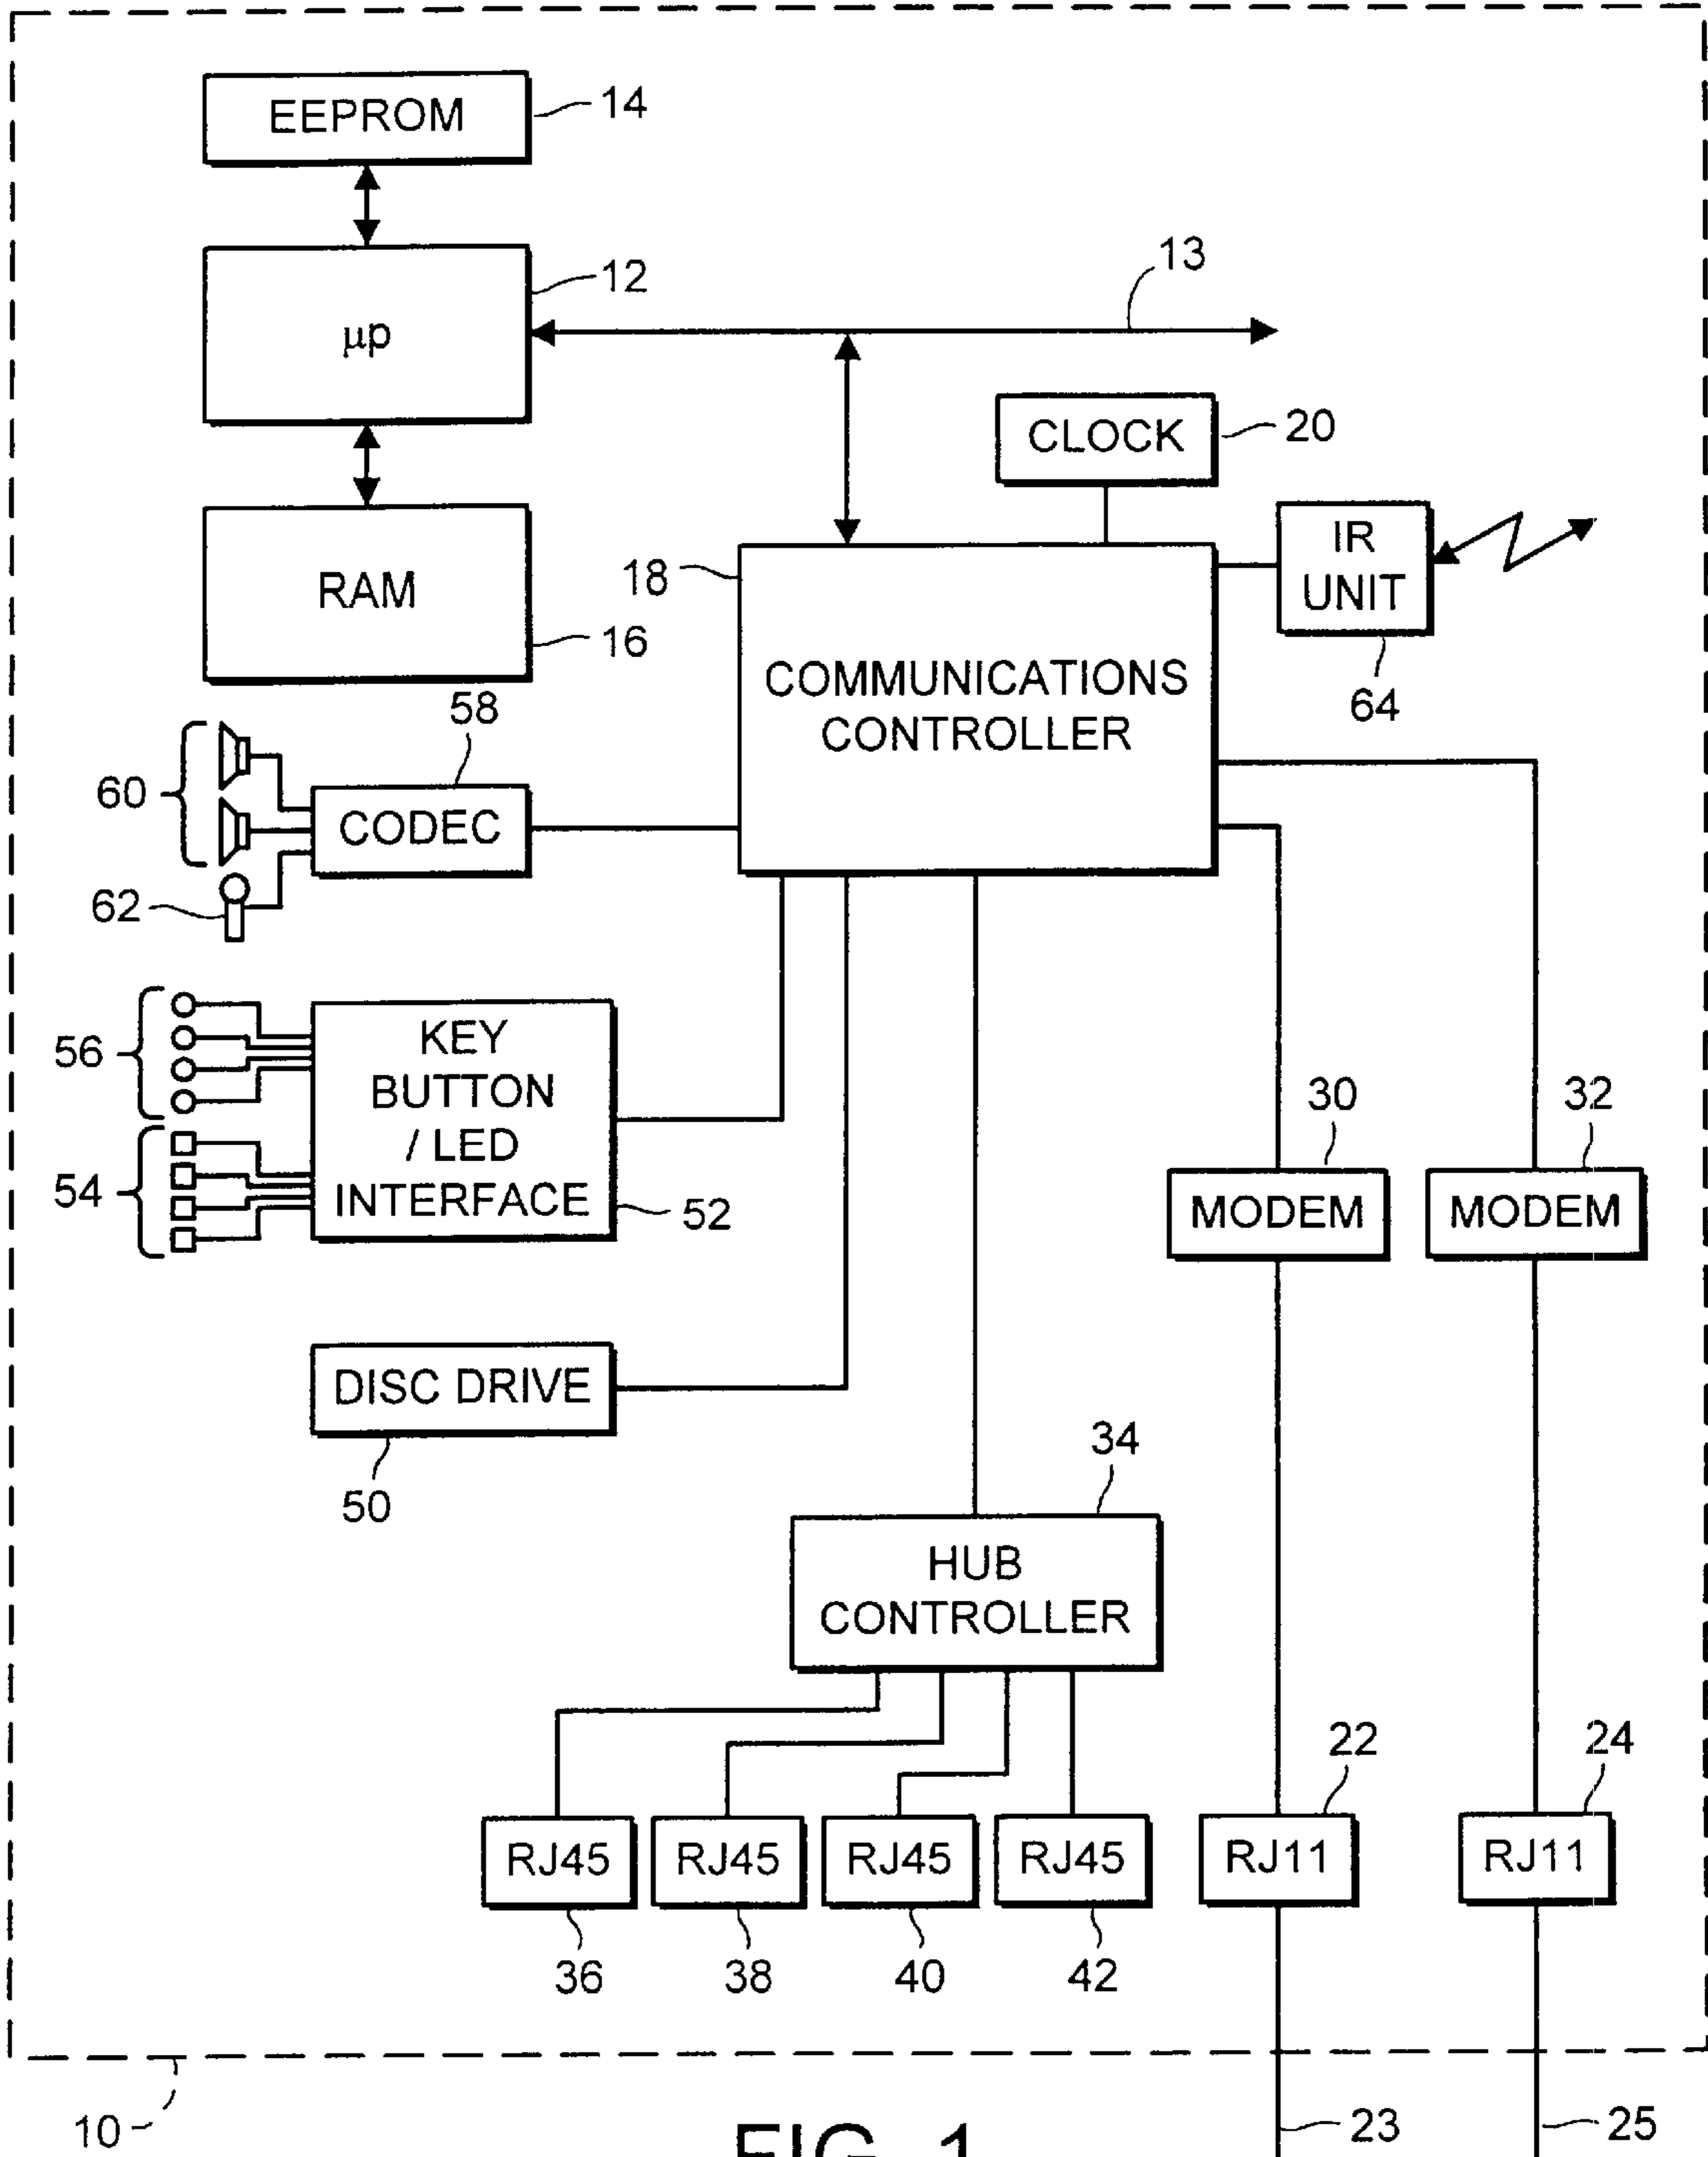 EEPROM
14
12
µp
13
CLOCK
20
RAM
16
18
IR
UNIT
64
COMMUNICATIONS
CONTROLLER
58
60
CODEC
62
56
KEY
BUTTON
/ LED
INTERFACE
54
52
30
32
MODEM
MODEM
DISC DRIVE
50
34
HUB
CONTROLLER
22
24
RJ45
RJ45
RJ45
RJ45
RJ11
RJ11
36
38
40
42
10
23
25
FIG. 1